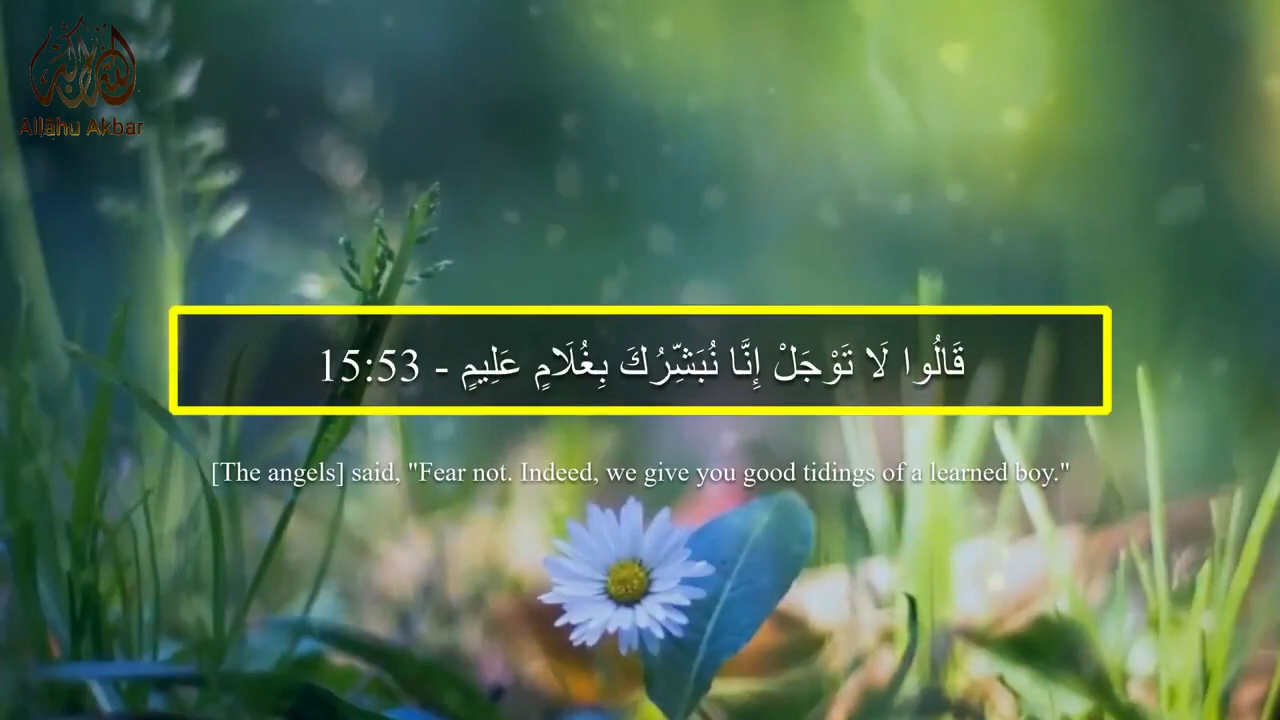 Allāhu Akbar
قَالُوا لَا تَوْجَلْ إِنَّا نُبَشِّرُكَ بِغُلَامٍ عَلِيمٍ - 15:53
[The angels] said, "Fear not. Indeed, we give you good tidings of a learned boy."